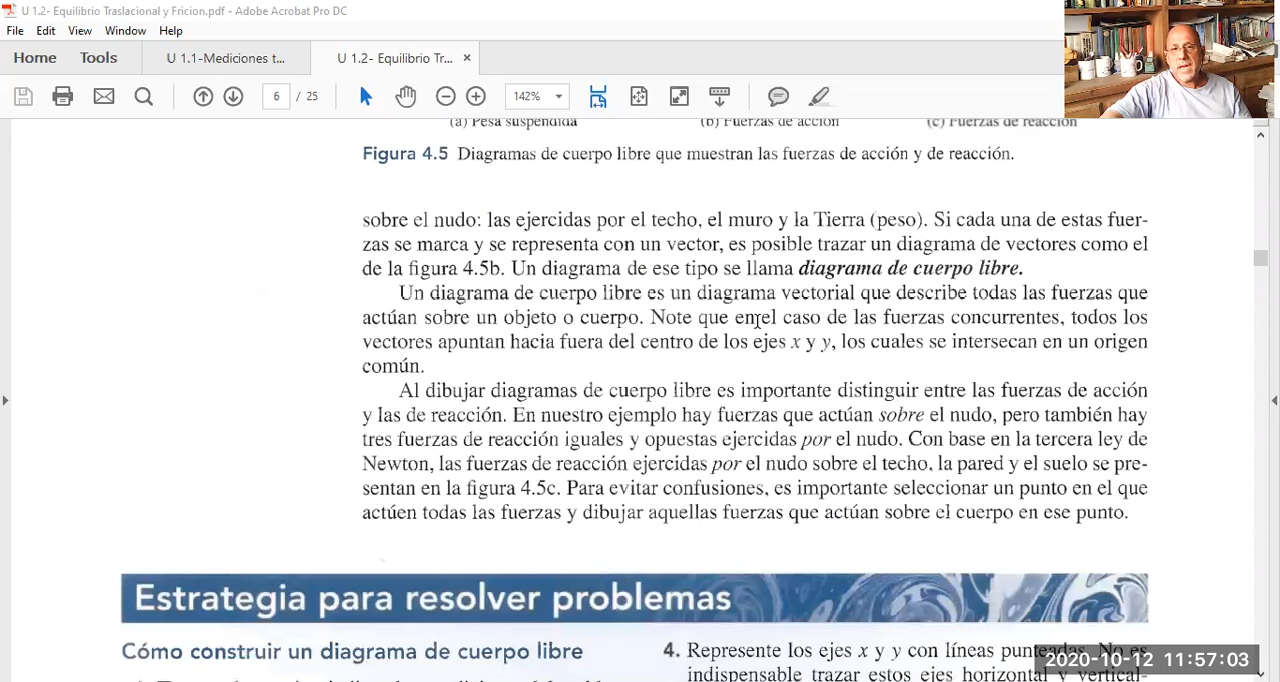 U 1.2- Equilibrio Traslacional y Fricion.pdf - Adobe Acrobat Pro DC
File Edit View Window Help
Home Tools U 1.1-Mediciones t... U 1.2- Equilibrio Tr... ×
6 / 25 142%
(a) Pesa suspendida (b) Fuerzas de acción (c) Fuerzas de reacción
Figura 4.5 Diagramas de cuerpo libre que muestran las fuerzas de acción y de reacción.
sobre el nudo: las ejercidas por el techo, el muro y la Tierra (peso). Si cada una de estas fuer-
zas se marca y se representa con un vector, es posible trazar un diagrama de vectores como el
de la figura 4.5b. Un diagrama de ese tipo se llama diagrama de cuerpo libre.
Un diagrama de cuerpo libre es un diagrama vectorial que describe todas las fuerzas que
actúan sobre un objeto o cuerpo. Note que en el caso de las fuerzas concurrentes, todos los
vectores apuntan hacia fuera del centro de los ejes x y y, los cuales se intersecan en un origen
común.
Al dibujar diagramas de cuerpo libre es importante distinguir entre las fuerzas de acción
y las de reacción. En nuestro ejemplo hay fuerzas que actúan sobre el nudo, pero también hay
tres fuerzas de reacción iguales y opuestas ejercidas por el nudo. Con base en la tercera ley de
Newton, las fuerzas de reacción ejercidas por el nudo sobre el techo, la pared y el suelo se pre-
sentan en la figura 4.5c. Para evitar confusiones, es importante seleccionar un punto en el que
actúen todas las fuerzas y dibujar aquellas fuerzas que actúan sobre el cuerpo en ese punto.
Estrategia para resolver problemas
Cómo construir un diagrama de cuerpo libre
4. Represente los ejes x y y con líneas punteadas. No es
indispensable trazar estos ejes horizontal y vertical-
2020-10-12 11:57:03